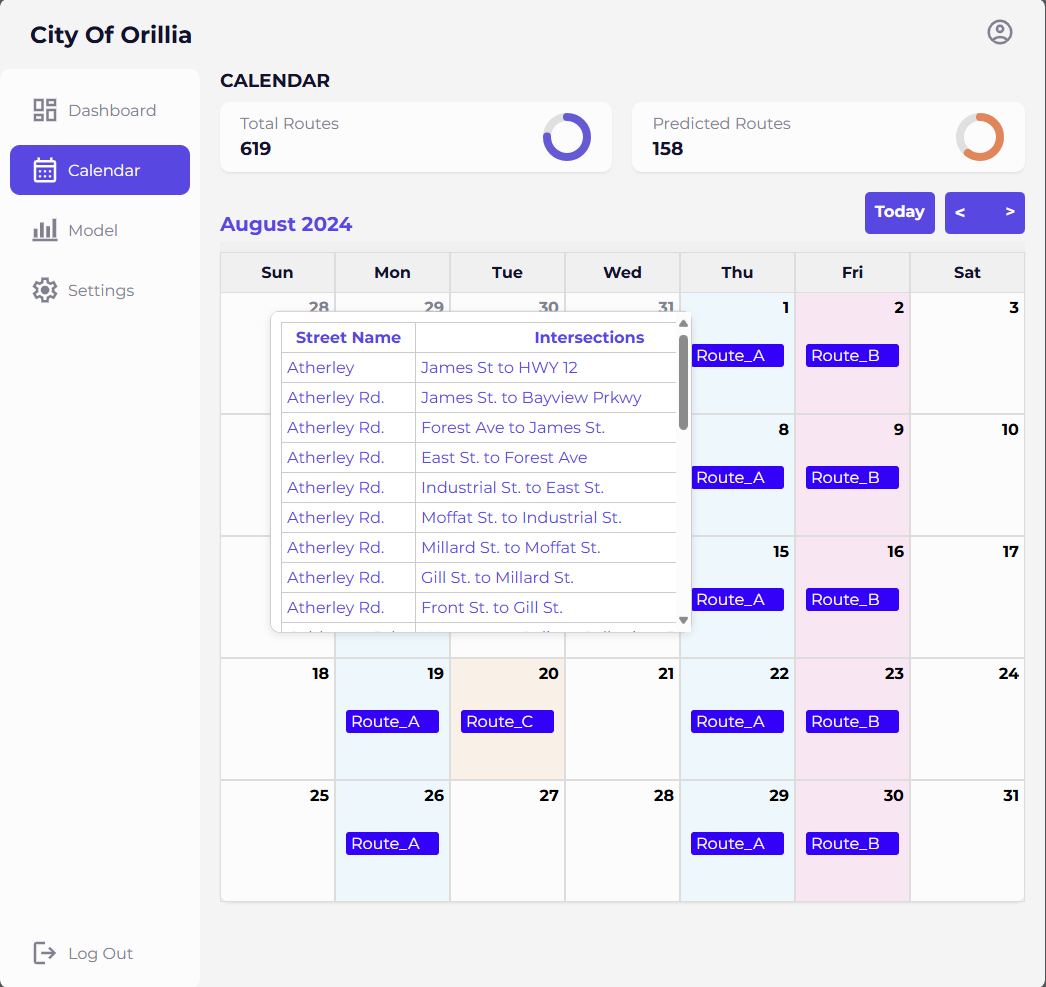 City Of Orillia
Dashboard
Calendar
Model
Settings
Log Out
CALENDAR
Total Routes
619
Predicted Routes
158
August 2024
Today < >
Sun Mon Tue Wed Thu Fri Sat
28 29 30 31 1 2 3
Route_A Route_B
8 9 10
Route_A Route_B
15 16 17
Route_A Route_B
Street Name Intersections
Atherley James St to HWY 12
Atherley Rd. James St. to Bayview Prkwy
Atherley Rd. Forest Ave to James St.
Atherley Rd. East St. to Forest Ave
Atherley Rd. Industrial St. to East St.
Atherley Rd. Moffat St. to Industrial St.
Atherley Rd. Millard St. to Moffat St.
Atherley Rd. Gill St. to Millard St.
Atherley Rd. Front St. to Gill St.
18 19 20 21 22 23 24
Route_A Route_C Route_A Route_B
25 26 27 28 29 30 31
Route_A Route_A Route_B